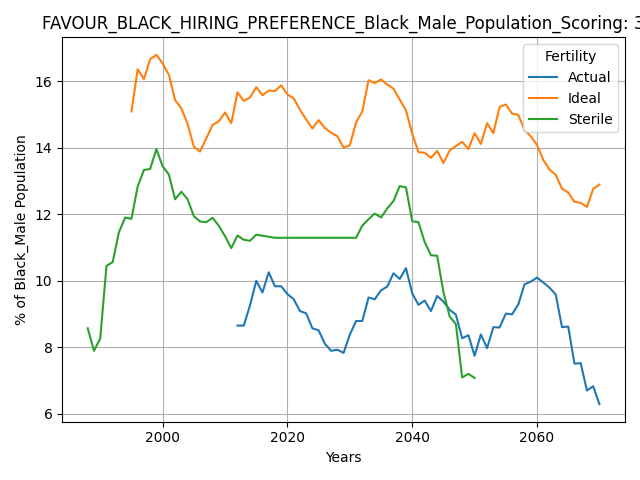 FAVOUR_BLACK_HIRING_PREFERENCE_Black_Male_Population_Scoring: 3
Fertility
Actual
Ideal
Sterile
% of Black_Male Population
16
14
12
10
8
6
2000 2020 2040 2060
Years